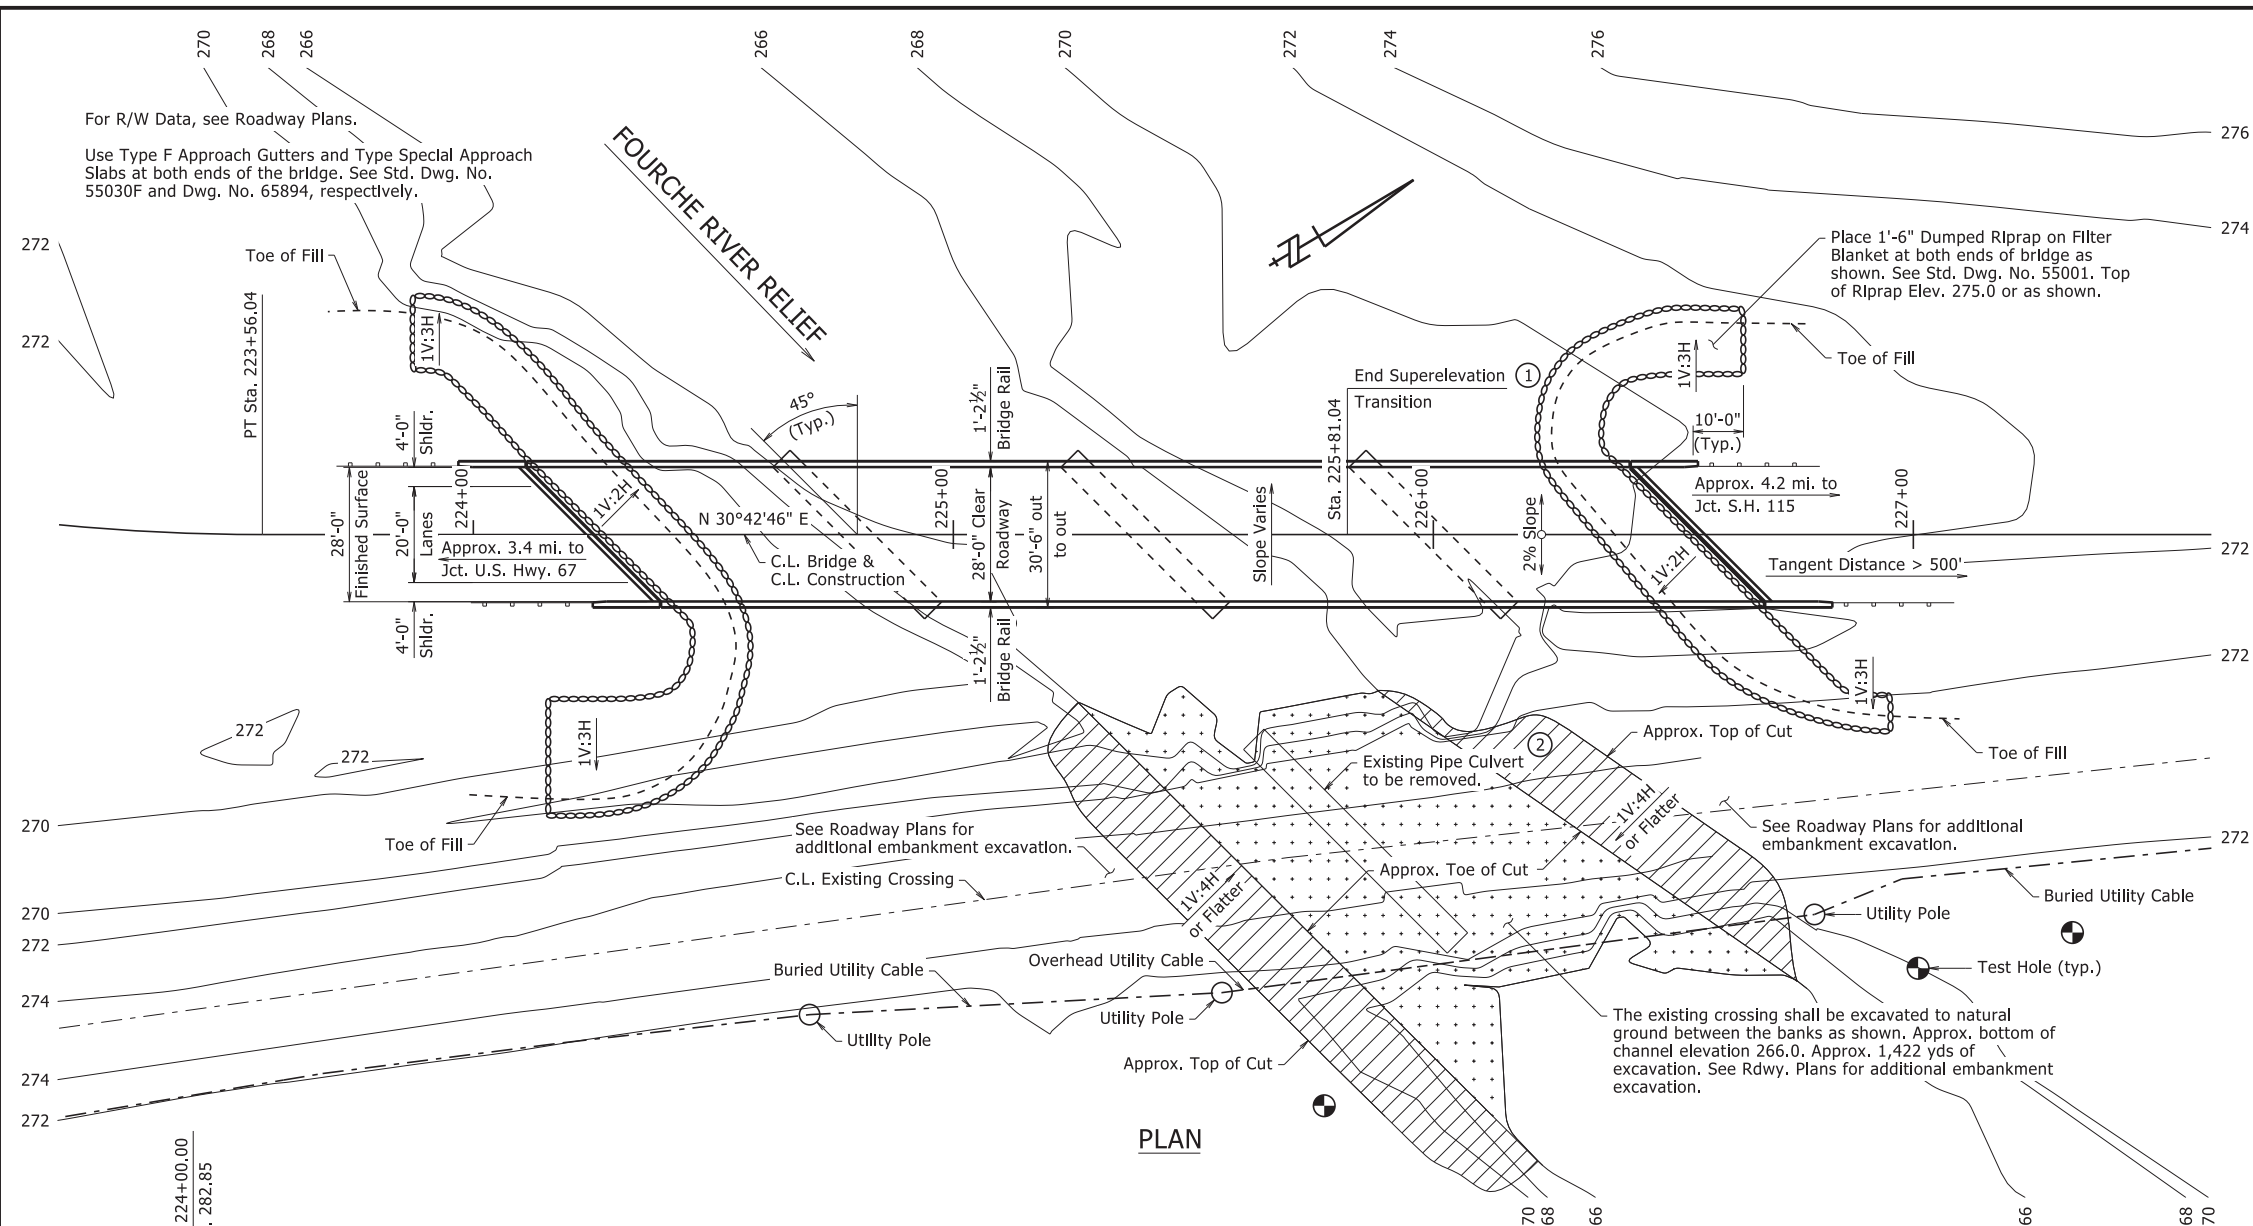 270
268
266
266
268
270
272
274
276
For R/W Data, see Roadway Plans.
Use Type F Approach Gutters and Type Special Approach
Slabs at both ends of the bridge. See Std. Dwg. No.
55030F and Dwg. No. 65894, respectively.
FOURCHE RIVER RELIEF
N
276
274
272
Toe of Fill
PT Sta. 223+56.04
272
1V:3H
45°
(Typ.)
1'-2½"
Bridge Rail
End Superelevation
Transition
1
Sta. 225+81.04
Place 1'-6" Dumped Riprap on Filter
Blanket at both ends of bridge as
shown. See Std. Dwg. No. 55001. Top
of Riprap Elev. 275.0 or as shown.
Toe of Fill
1V:3H
10'-0"
(Typ.)
4'-0"
Shldr.
28'-0"
Finished Surface
20'-0"
Lanes
224+00
1V:2H
N 30°42'46" E
225+00
28'-0" Clear
Roadway
30'-6" out
to out
Slope Varies
226+00
2% Slope
Approx. 4.2 mi. to
Jct. S.H. 115
227+00
Approx. 3.4 mi. to
Jct. U.S. Hwy. 67
C.L. Bridge &
C.L. Construction
1V:2H
Tangent Distance > 500'
272
4'-0"
Shldr.
1'-2½"
Bridge Rail
272
1V:3H
272
272
1V:3H
Approx. Top of Cut
2
Toe of Fill
Existing Pipe Culvert
to be removed.
270
Toe of Fill
See Roadway Plans for
additional embankment excavation.
1V:4H
or Flatter
See Roadway Plans for additional
embankment excavation.
272
C.L. Existing Crossing
Approx. Toe of Cut
1V:4H
or Flatter
Buried Utility Cable
270
Utility Pole
272
Buried Utility Cable
Overhead Utility Cable
Test Hole (typ.)
274
Utility Pole
Utility Pole
The existing crossing shall be excavated to natural
ground between the banks as shown. Approx. bottom of
channel elevation 266.0. Approx. 1,422 yds of
excavation. See Rdwy. Plans for additional embankment
excavation.
Approx. Top of Cut
274
272
PLAN
224+00.00
. 282.85
70
68
66
66
68
70